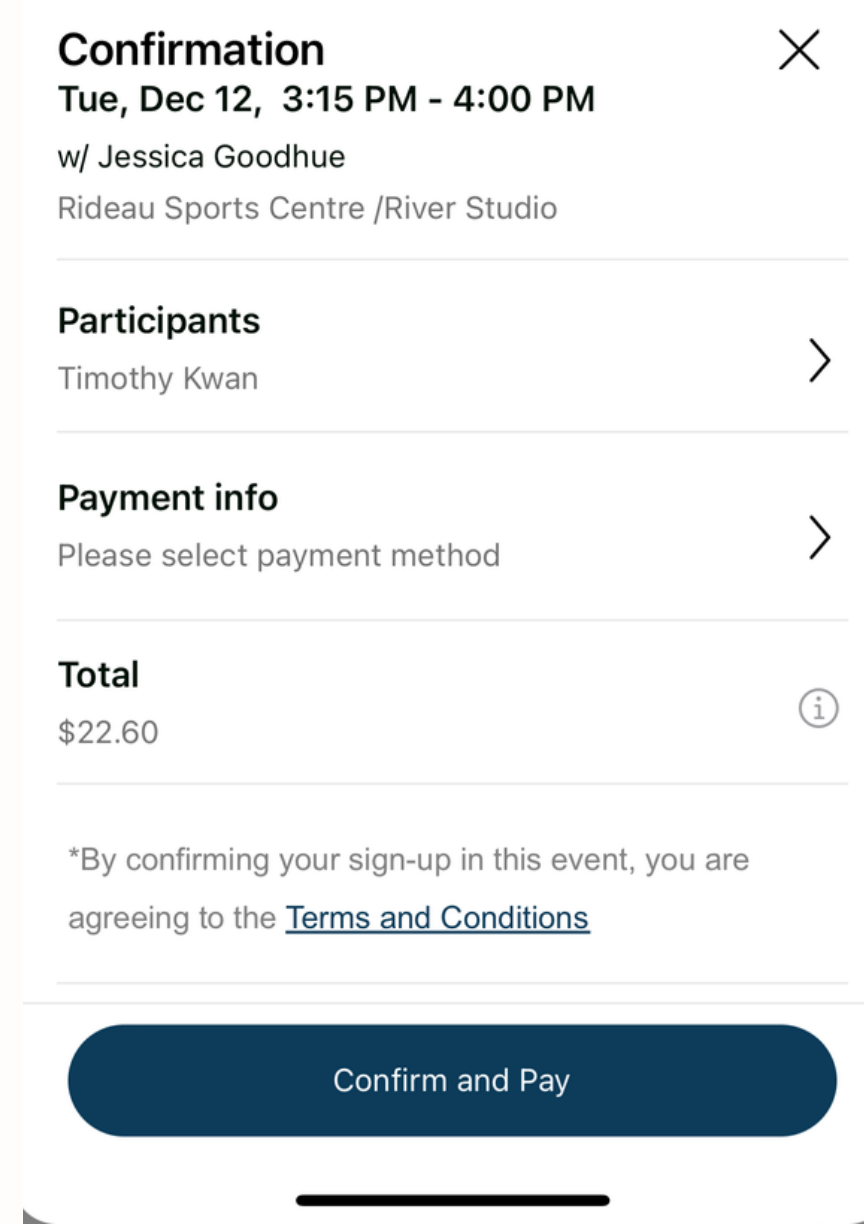 Confirmation
Tue, Dec 12, 3:15 PM - 4:00 PM
w/ Jessica Goodhue
Rideau Sports Centre /River Studio
Participants
Timothy Kwan
Payment info
Please select payment method
Total
$22.60
*By confirming your sign-up in this event, you are
agreeing to the Terms and Conditions
Confirm and Pay